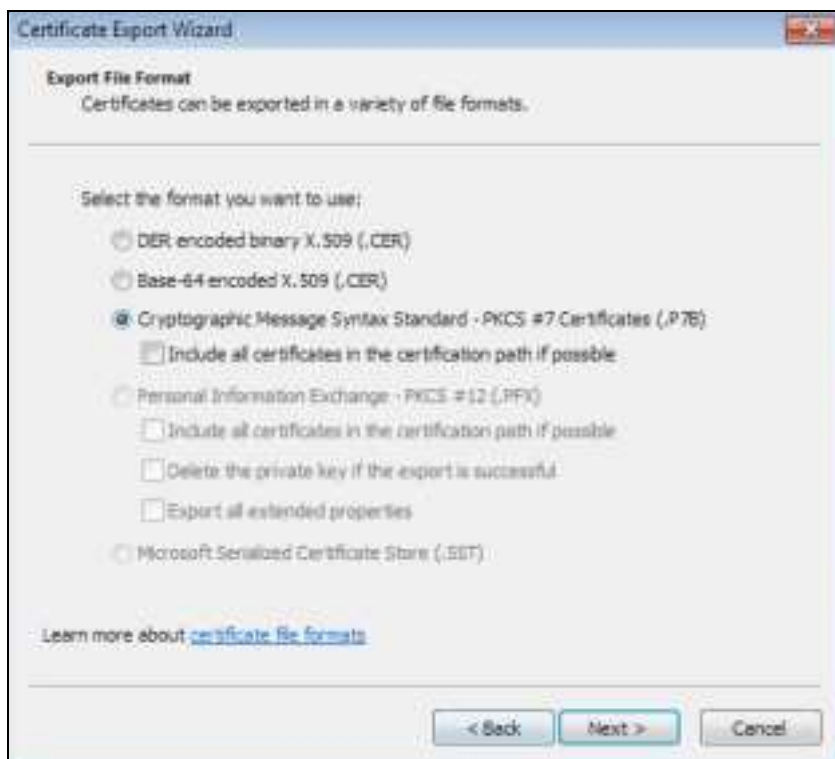 Certificate Export Wizard
Export File Format
Certificates can be exported in a variety of file formats.
Select the format you want to use:
DER encoded binary X.509 (.CER)
Base-64 encoded X.509 (.CER)
Cryptographic Message Syntax Standard - PKCS #7 Certificates (.P7B)
Include all certificates in the certification path if possible
Personal Information Exchange - PKCS #12 (.PFX)
Include all certificates in the certification path if possible
Delete the private key if the export is successful
Export all extended properties
Microsoft Serialized Certificate Store (.SST)
Learn more about certificate file formats
< Back Next > Cancel